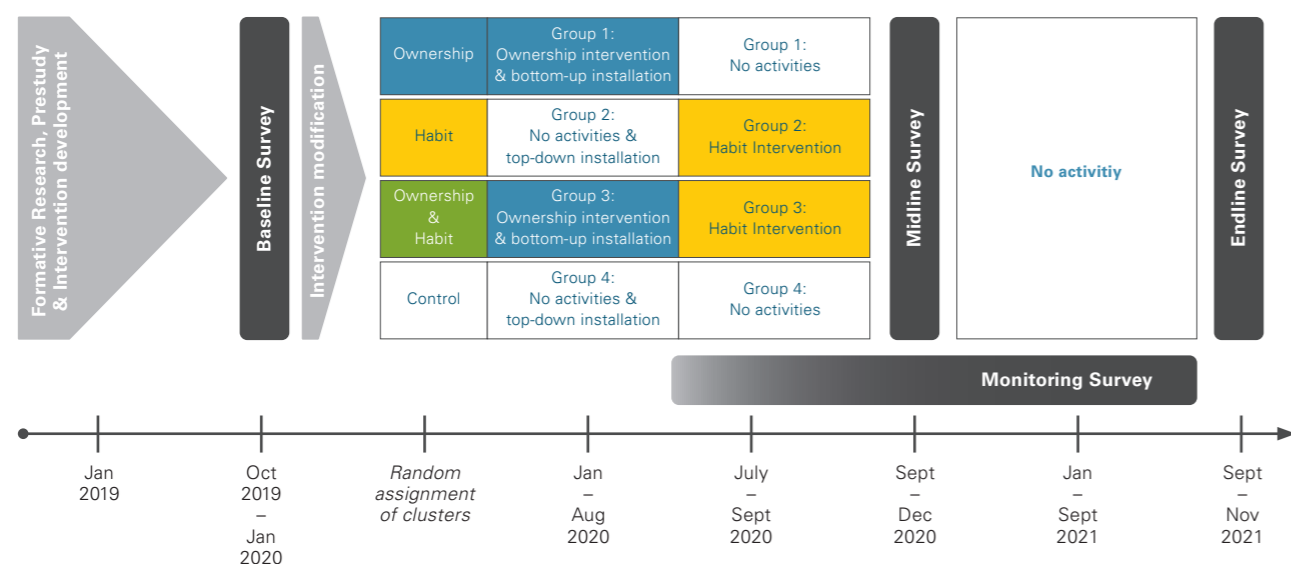 Formative Research, Prestudy
& Intervention development
Baseline Survey
Intervention modification
Ownership
Group 1:
Ownership intervention
& bottom-up installation
Group 1:
No activities
Habit
Group 2:
No activities &
top-down installation
Group 2:
Habit Intervention
Ownership
&
Habit
Group 3:
Ownership intervention
& bottom-up installation
Group 3:
Habit Intervention
Control
Group 4:
No activities &
top-down installation
Group 4:
No activities
Midline Survey
No activitiy
Endline Survey
Monitoring Survey
Jan
2019
Oct
2019
–
Jan
2020
Random
assignment
of clusters
Jan
–
Aug
2020
July
–
Sept
2020
Sept
–
Dec
2020
Jan
–
Sept
2021
Sept
–
Nov
2021